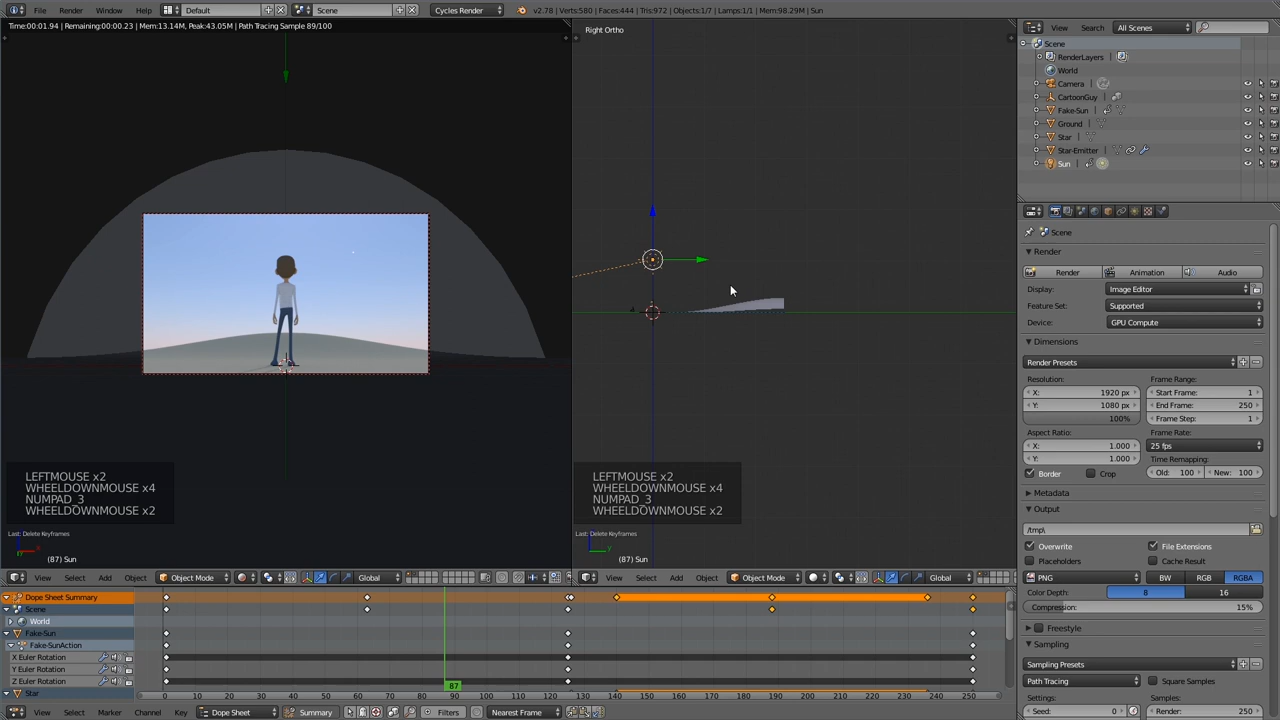 File Render Window Help Default Scene Cycles Render v2.78 | Verts:580 | Faces:444 | Tris:972 | Objects:1/7 | Lamps:1/1 | Mem:98.29M | Sun
Time:00:01.94 | Remaining:00:00.23 | Mem:13.14M, Peak:43.05M | Path Tracing Sample 89/100
Right Ortho
View Search All Scenes
Scene
RenderLayers
World
Camera
CartoonGuy
Fake-Sun
Ground
Star
Star-Emitter
Sun
Scene
Render
Render Animation Audio
Display: Image Editor
Feature Set: Supported
Device: GPU Compute
Dimensions
Render Presets
Resolution: Frame Range:
X: 1920 px Start Frame: 1
Y: 1080 px End Frame: 250
100% Frame Step: 1
Aspect Ratio: Frame Rate:
X: 1.000 25 fps
Y: 1.000 Time Remapping:
Border Crop Old: 100 New: 100
Metadata
Output
/tmp\
Overwrite File Extensions
Placeholders Cache Result
PNG BW RGB RGBA
Color Depth: 8 16
Compression: 15%
Freestyle
Sampling
Sampling Presets
Path Tracing Square Samples
Settings: Samples:
Seed: 0 Render: 250
LEFTMOUSE x2
WHEELDOWNMOUSE x4
NUMPAD_3
WHEELDOWNMOUSE x2
Last: Delete Keyframes
(87) Sun
LEFTMOUSE x2
WHEELDOWNMOUSE x4
NUMPAD_3
WHEELDOWNMOUSE x2
Last: Delete Keyframes
(87) Sun
View Select Add Object Object Mode Global
View Select Add Object Object Mode Global
Dope Sheet Summary
Scene
World
Fake-Sun
Fake-SunAction
X Euler Rotation
Y Euler Rotation
Z Euler Rotation
Star
87
0 10 20 30 40 50 60 70 80 90 100 110 120 130 140 150 160 170 180 190 200 210 220 230 240 250
View Select Marker Channel Key Dope Sheet Summary Filters Nearest Frame